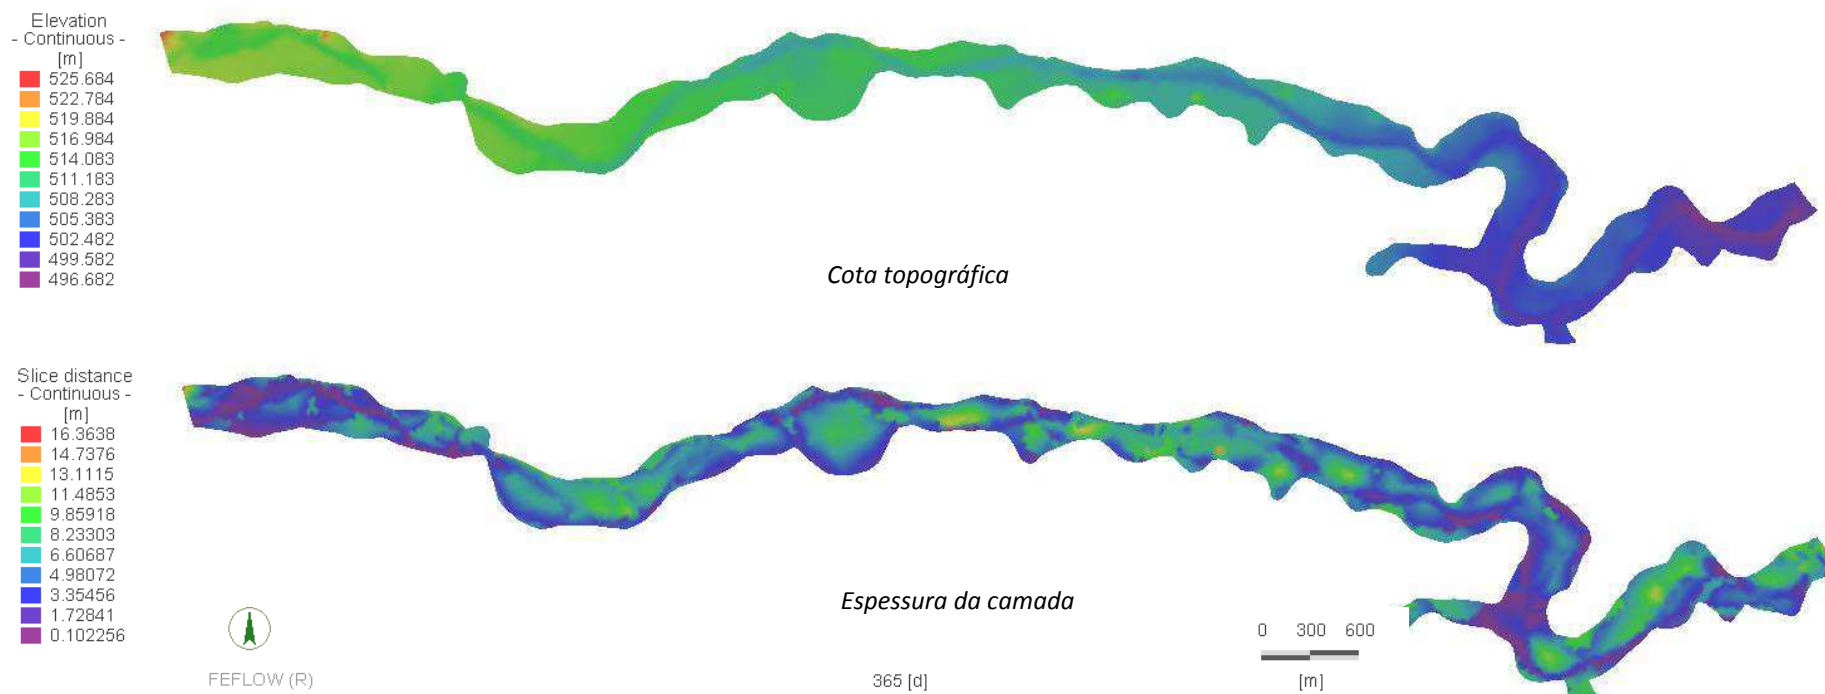 Elevation
- Continuous -
[m]
525.684
522.784
519.884
516.984
514.083
511.183
508.283
505.383
502.482
499.582
496.682
Cota topográfica
Slice distance
- Continuous -
[m]
16.3638
14.7376
13.1115
11.4853
9.85918
8.23303
6.60687
4.98072
3.35456
1.72841
0.102256
Espessura da camada
0 300 600
FEFLOW (R)
365 [d]
[m]